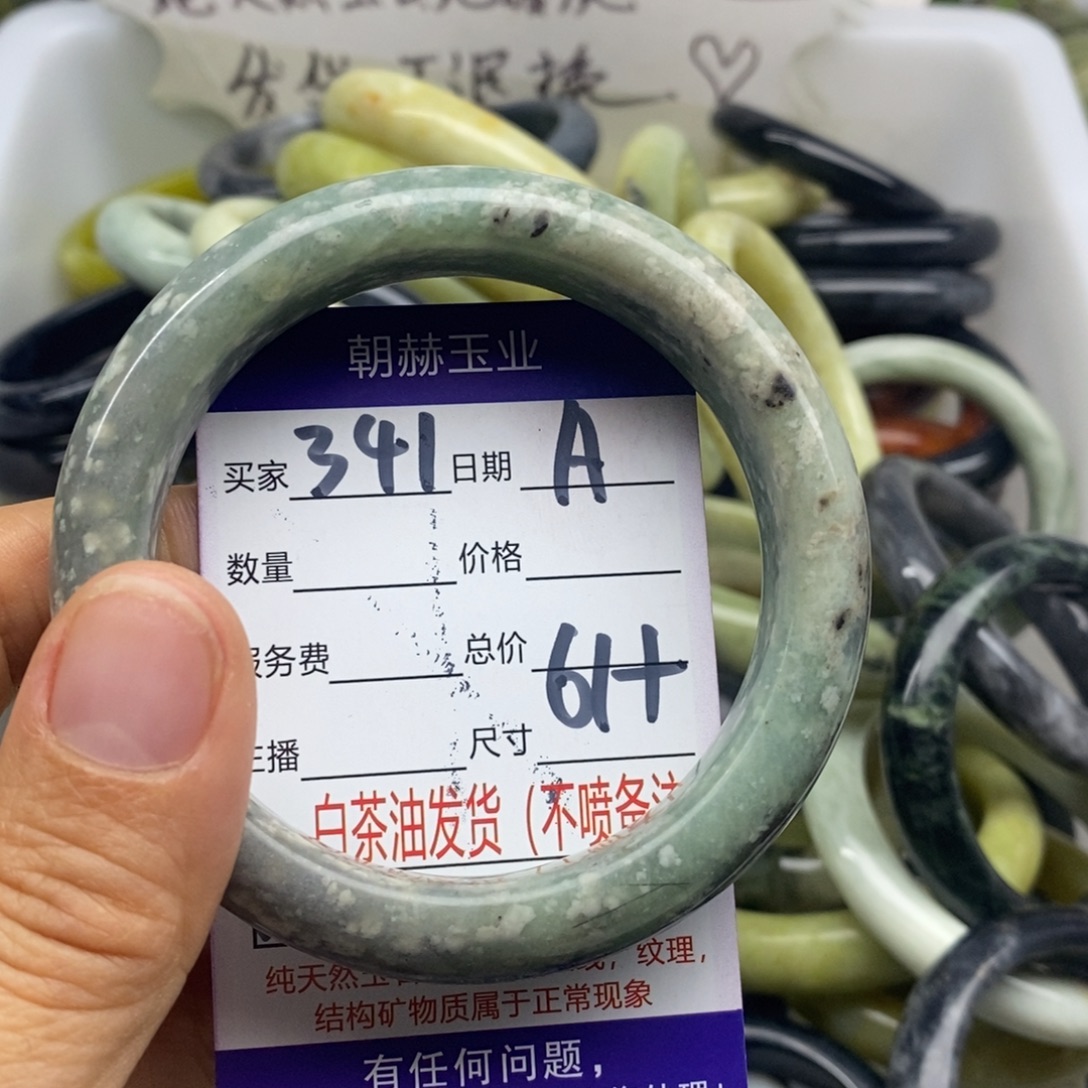 朝赫玉业
买家 341 日期 A
数量 价格
服务费 总价 61+
主播 尺寸
白茶油发货（不喷备注
纯天然玉石 纹理，
结构矿物质属于正常现象
有任何问题，